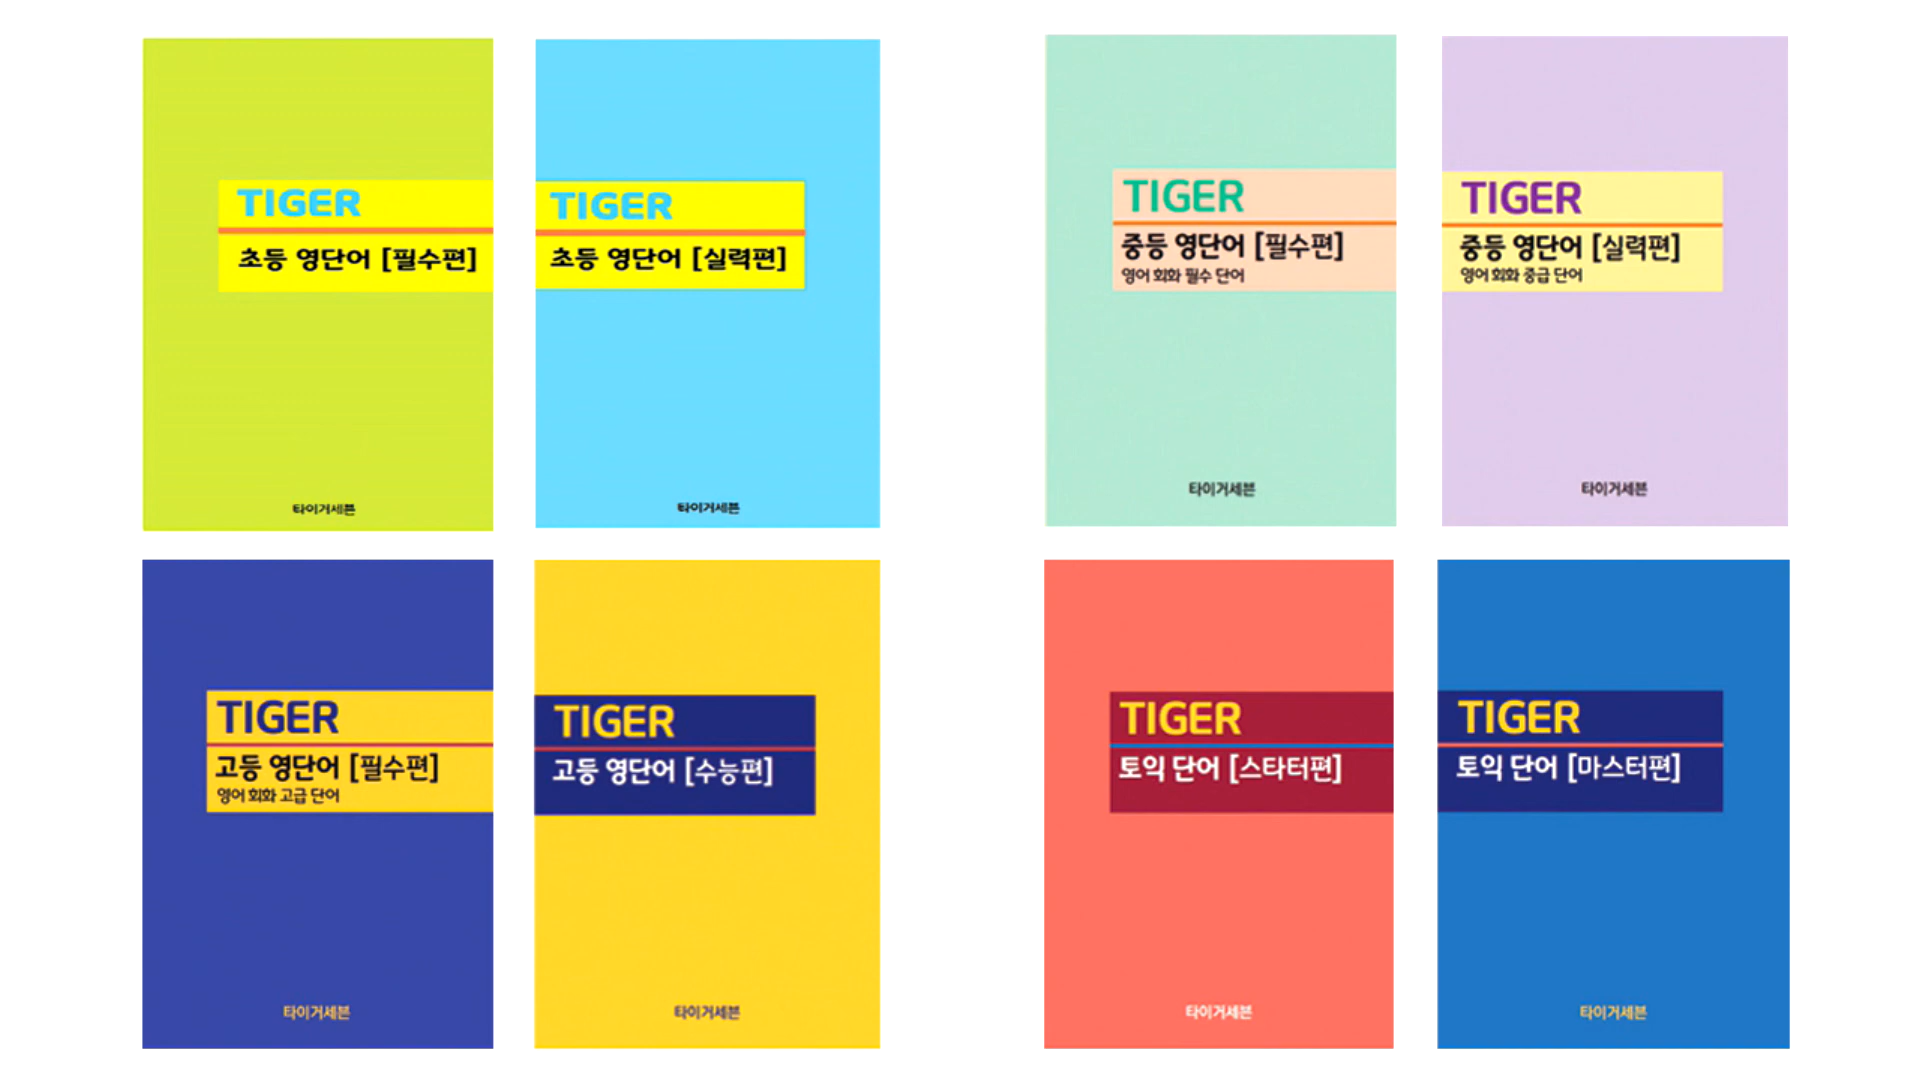 TIGER
초등 영단어 [필수편]
타이거세븐
TIGER
초등 영단어 [실력편]
타이거세븐
TIGER
중등 영단어 [필수편]
영어 회화 필수 단어
타이거세븐
TIGER
중등 영단어 [실력편]
영어 회화 중급 단어
타이거세븐
TIGER
고등 영단어 [필수편]
영어 회화 고급 단어
타이거세븐
TIGER
고등 영단어 [수능편]
타이거세븐
TIGER
토익 단어 [스타터편]
타이거세븐
TIGER
토익 단어 [마스터편]
타이거세븐